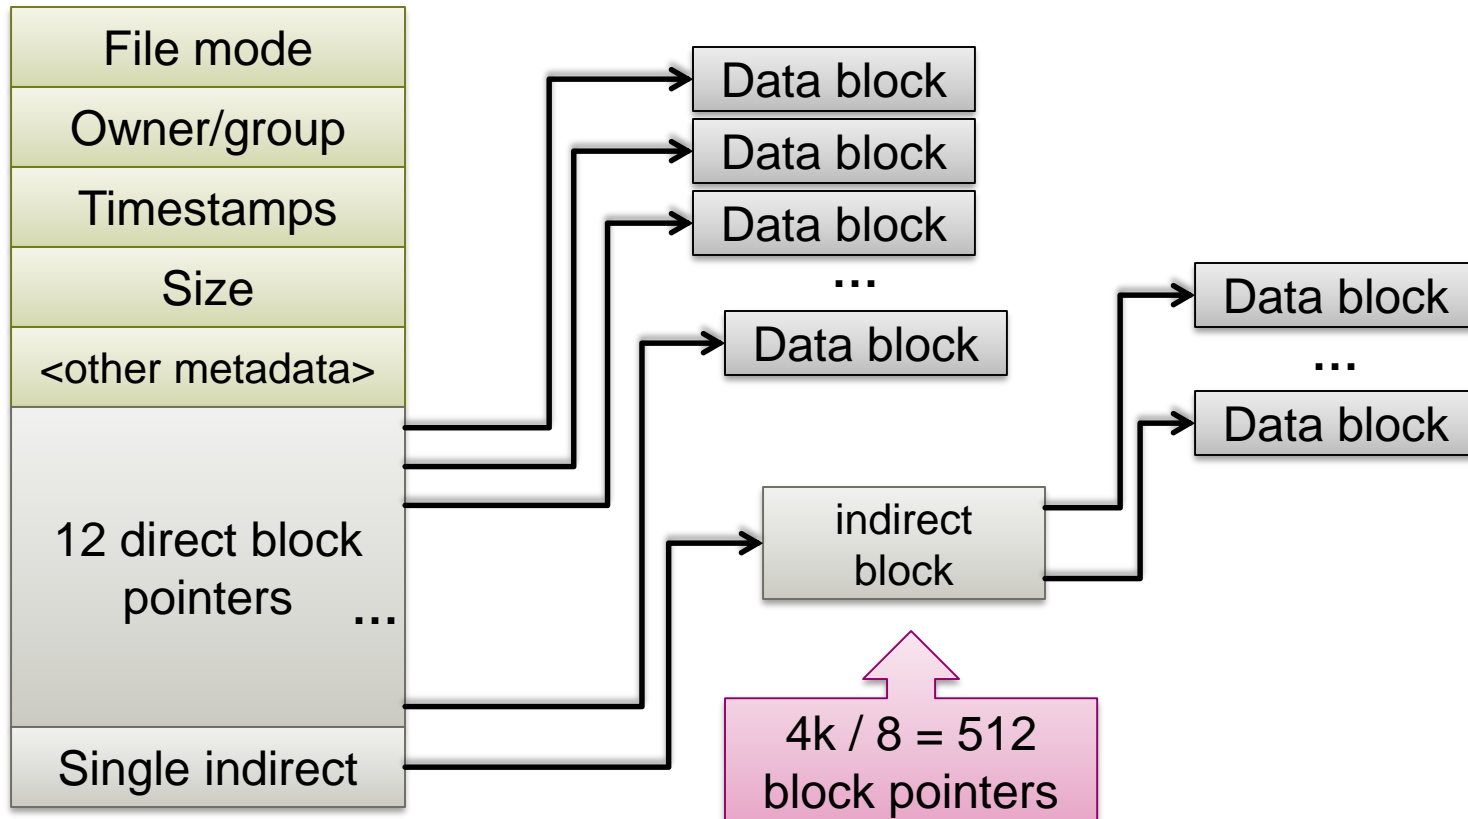 File mode
Owner/group
Timestamps
Size
<other metadata>
12 direct block
pointers ...
Single indirect
Data block
Data block
Data block
...
Data block
indirect
block
4k / 8 = 512
block pointers
Data block
...
Data block